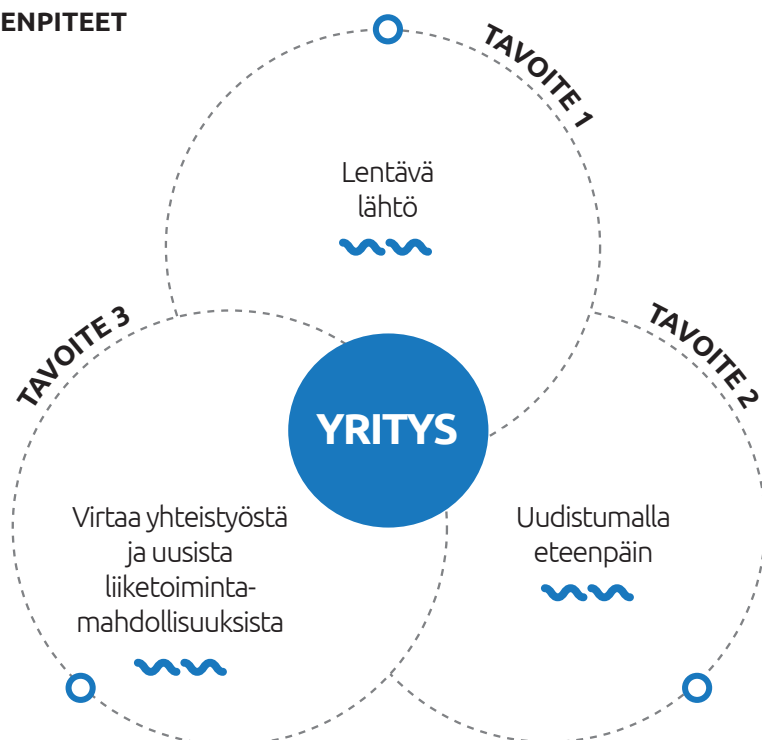 ENPITEET
TAVOITE 1
Lentävä
lähtö
TAVOITE 3
TAVOITE 2
YRITYS
Virtaa yhteistyöstä
ja uusista
liiketoiminta-
mahdollisuuksista
Uudistumalla
eteenpäin